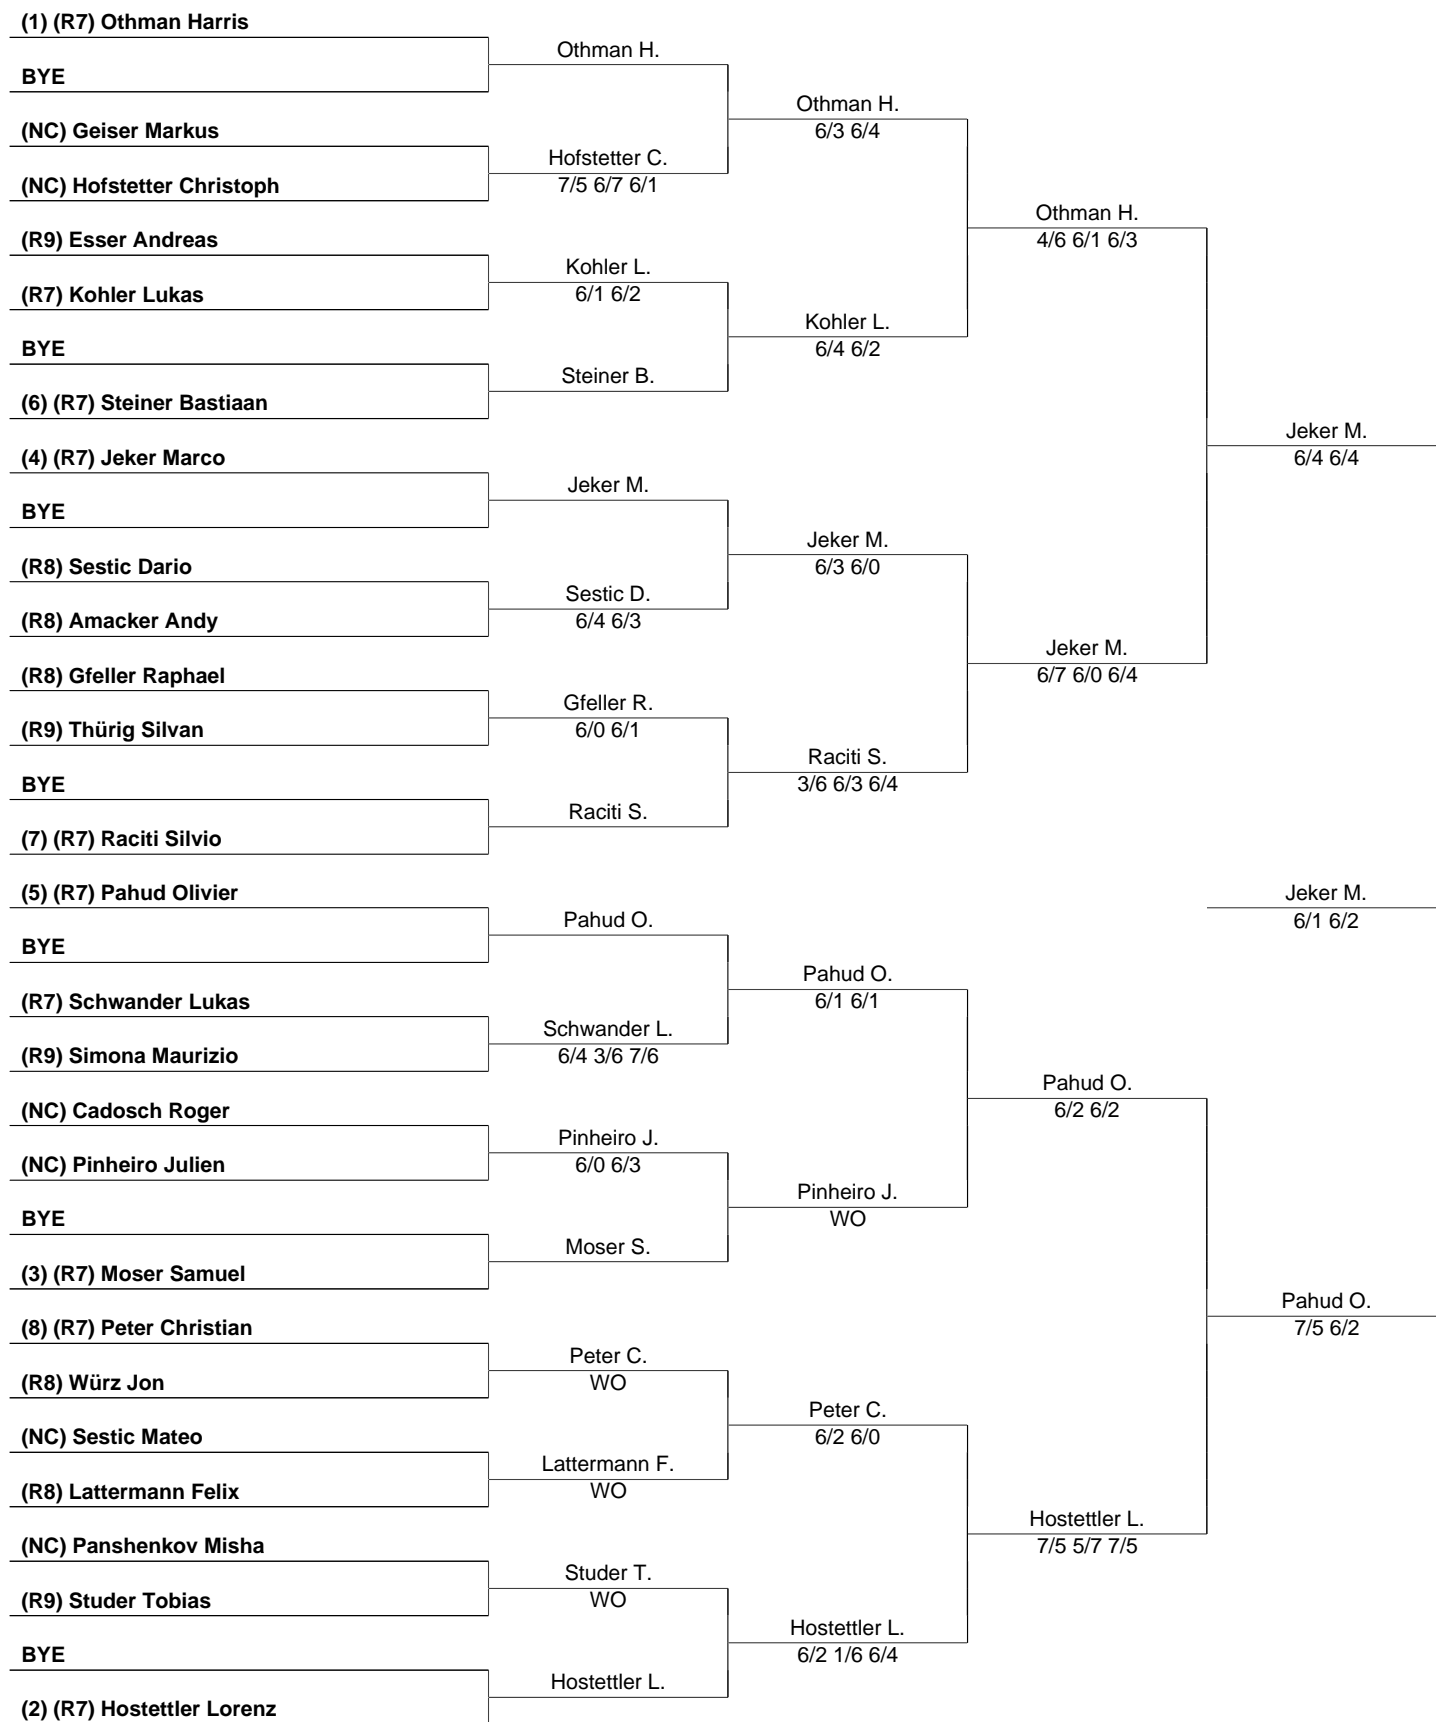 (1) (R7) Othman Harris
BYE
(NC) Geiser Markus
(NC) Hofstetter Christoph
(R9) Esser Andreas
(R7) Kohler Lukas
BYE
(6) (R7) Steiner Bastiaan
(4) (R7) Jeker Marco
BYE
(R8) Sestic Dario
(R8) Amacker Andy
(R8) Gfeller Raphael
(R9) Thürig Silvan
BYE
(7) (R7) Raciti Silvio
(5) (R7) Pahud Olivier
BYE
(R7) Schwander Lukas
(R9) Simona Maurizio
(NC) Cadosch Roger
(NC) Pinheiro Julien
BYE
(3) (R7) Moser Samuel
(8) (R7) Peter Christian
(R8) Würz Jon
(NC) Sestic Mateo
(R8) Lattermann Felix
(NC) Panshenkov Misha
(R9) Studer Tobias
BYE
(2) (R7) Hostettler Lorenz
Othman H.
Hofstetter C.
7/5 6/7 6/1
Kohler L.
6/1 6/2
Steiner B.
Jeker M.
Sestic D.
6/4 6/3
Gfeller R.
6/0 6/1
Raciti S.
Pahud O.
Schwander L.
6/4 3/6 7/6
Pinheiro J.
6/0 6/3
Moser S.
Peter C.
WO
Lattermann F.
WO
Studer T.
WO
Hostettler L.
Othman H.
6/3 6/4
Kohler L.
6/4 6/2
Jeker M.
6/3 6/0
Raciti S.
3/6 6/3 6/4
Pahud O.
6/1 6/1
Pinheiro J.
WO
Peter C.
6/2 6/0
Hostettler L.
6/2 1/6 6/4
Othman H.
4/6 6/1 6/3
Jeker M.
6/7 6/0 6/4
Pahud O.
6/2 6/2
Hostettler L.
7/5 5/7 7/5
Jeker M.
6/4 6/4
Jeker M.
6/1 6/2
Pahud O.
7/5 6/2